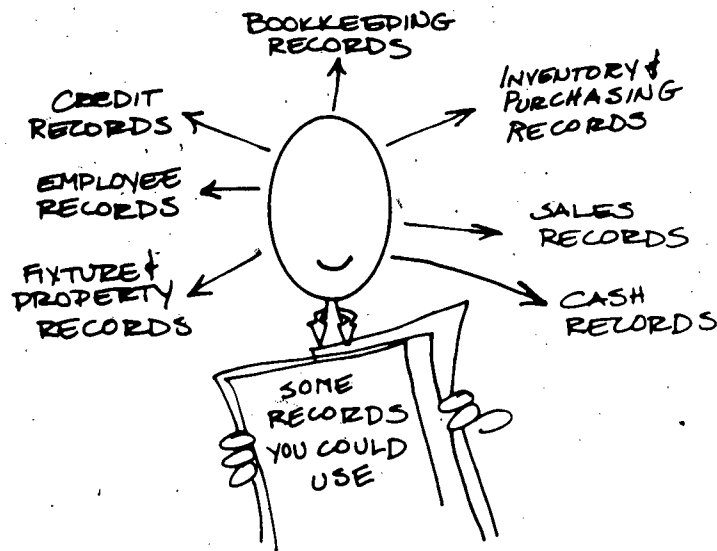 BOOKKEEPING
RECORDS
CREDIT
RECORDS
INVENTORY &
PURCHASING
RECORDS
EMPLOYEE
RECORDS
SALES
RECORDS
FIXTURE &
PROPERTY
RECORDS
CASH
RECORDS
SOME
RECORDS
YOU COULD
USE